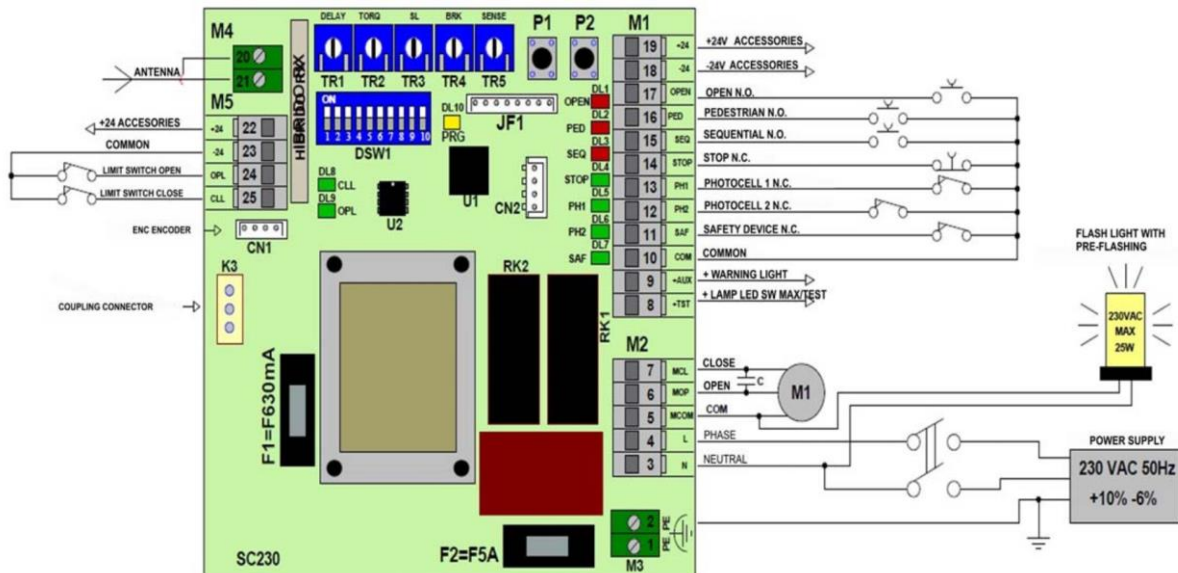 DELAY TORQ SL BRK SENSE
P1 P2 M1
M4
20
21
ANTENNA
M5
TR1 TR2 TR3 TR4 TR5
ON
1 2 3 4 5 6 7 8 9 10
DSW1
DL10
PRG
JF1
+24 ACCESORIES
COMMON
LIMIT SWITCH OPEN
LIMIT SWITCH CLOSE
+24 22
-24 23
OPL 24
CLL 25
DL8
CLL
DL9
OPL
U2
U1
CN2
ENC ENCODER
CN1
K3
COUPLING CONNECTOR
DL1
OPEN
DL2
PED
DL3
SEQ
DL4
STOP
DL5
PH1
DL6
PH2
DL7
SAF
19 +24 +24V ACCESSORIES
18 -24 -24V ACCESSORIES
17 OPEN OPEN N.O.
16 PED PEDESTRIAN N.O.
15 SEQ SEQUENTIAL N.O.
14 STOP STOP N.C.
13 PH1 PHOTOCELL 1 N.C.
12 PH2 PHOTOCELL 2 N.C.
11 SAF SAFETY DEVICE N.C.
10 COM COMMON
9 +AUX + WARNING LIGHT
8 +TST + LAMP LED SW MAX/TEST
RK2
RK1
M2
7 MCL CLOSE
6 MOP OPEN
5 MCOM COM
4 L PHASE
3 N NEUTRAL
C
M1
FLASH LIGHT WITH
PRE-FLASHING
230VAC
MAX
25W
POWER SUPPLY
230 VAC 50Hz
+10% -6%
F1=F630mA
F2=F5A
2 PE
1 PE
M3
SC230